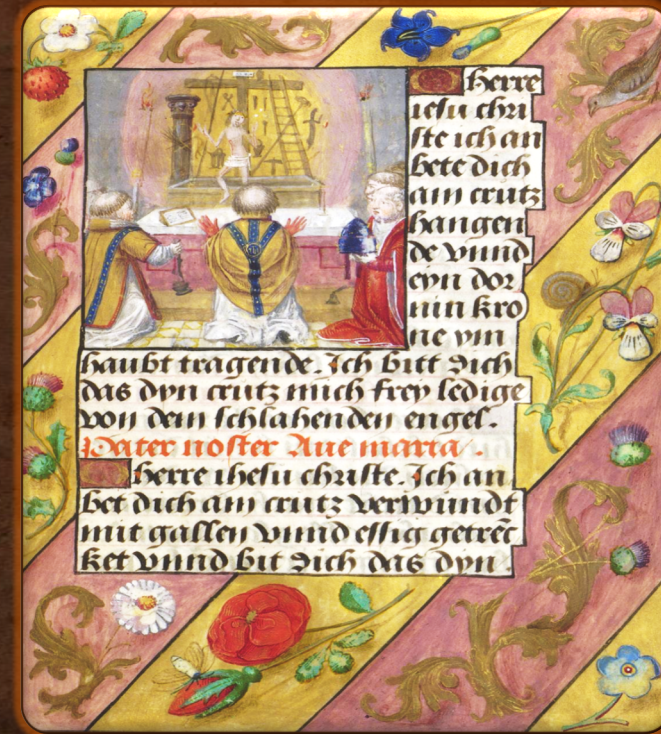 O Herre
iesu chri
ste ich an
bete dich
am crutz
hangen
de vnnd
eyn dor
nin kro
ne vm
haubt tragende. Ich bitt dich
das dyn crutz mich frey ledige
von dem schlahenden engel.
Pater noster Aue maria.
O herre ihesu christe. Ich an
bet dich am crutz verwundt
mit gallen vnnd essig getrēc
ket vnnd bit dich das dyn